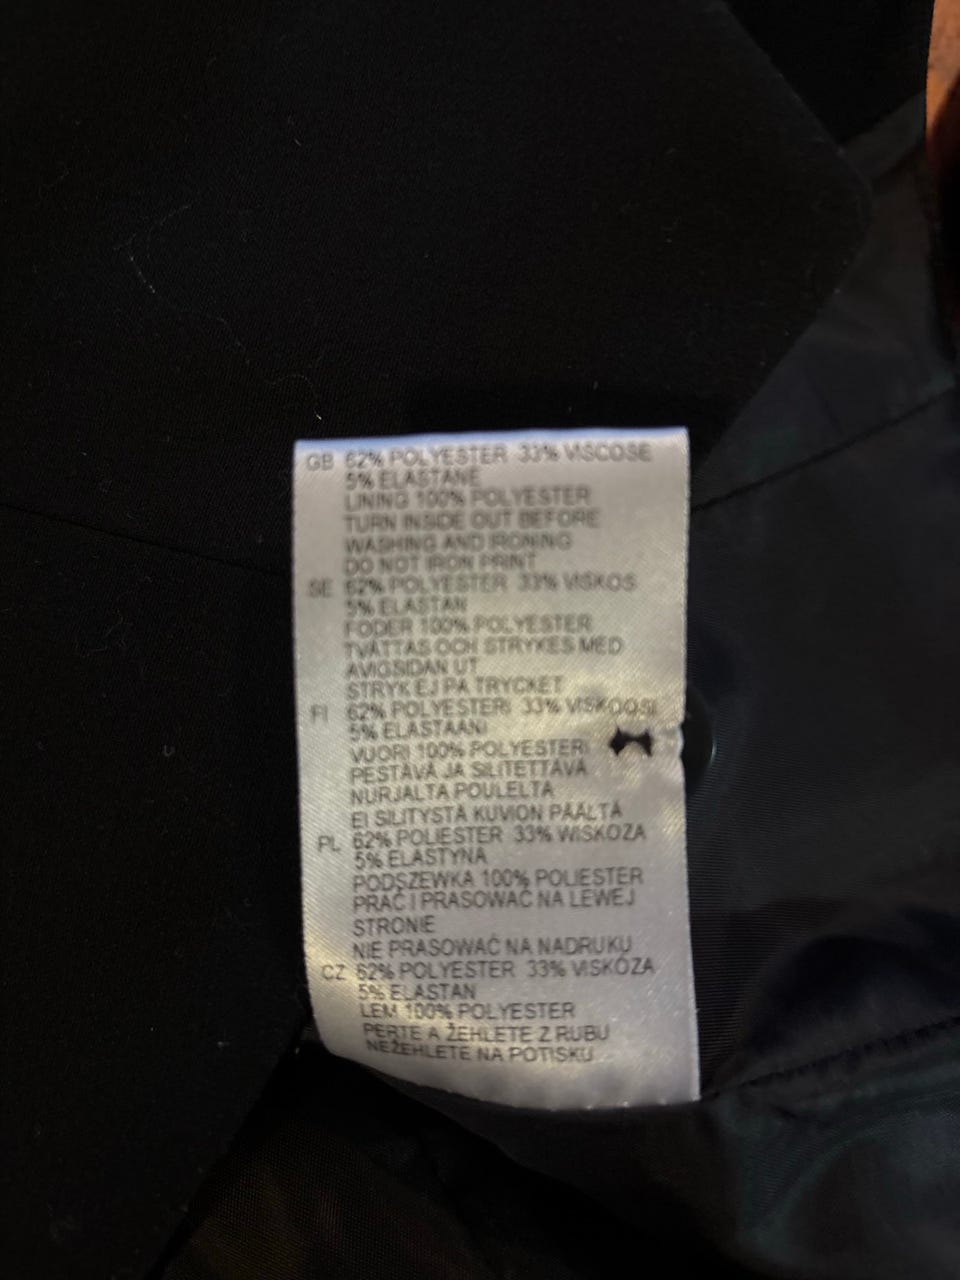 GB 62% POLYESTER 33% VISCOSE
5% ELASTANE
LINING 100% POLYESTER
TURN INSIDE OUT BEFORE
WASHING AND IRONING
DO NOT IRON PRINT
SE 62% POLYESTER 33% VISKOS
5% ELASTAN
FODER 100% POLYESTER
TVÄTTAS OCH STRYKES MED
AVIGSIDAN UT
STRYK EJ PÅ TRYCKET
FI 62% POLYESTERI 33% VISKOOSI
5% ELASTAANI
VUORI 100% POLYESTERI
PESTÄVÄ JA SILITETTÄVÄ
NURJALTA POULELTA
EI SILITYSTÄ KUVION PÄÄLTÄ
PL 62% POLIESTER 33% WISKOZA
5% ELASTYNA
PODSZEWKA 100% POLIESTER
PRAĆ I PRASOWAĆ NA LEWEJ
STRONIE
NIE PRASOWAĆ NA NADRUKU
CZ 62% POLYESTER 33% VISKÓZA
5% ELASTAN
LEM 100% POLYESTER
PERTE A ŽEHLETE Z RUBU
NEŽEHLETE NA POTISKU